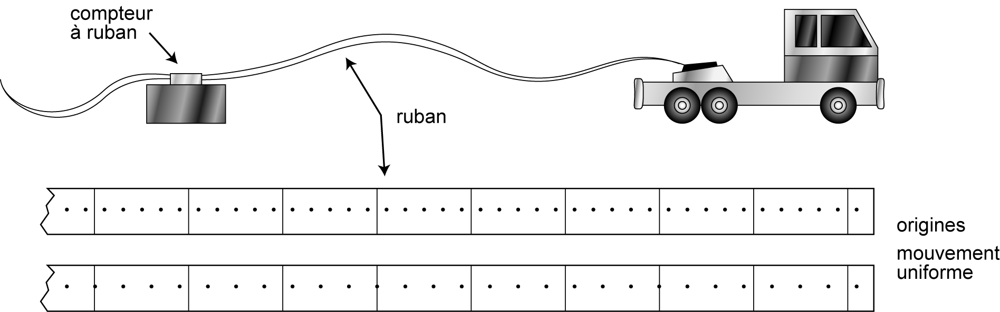 compteur
à ruban
ruban
origines
mouvement
uniforme